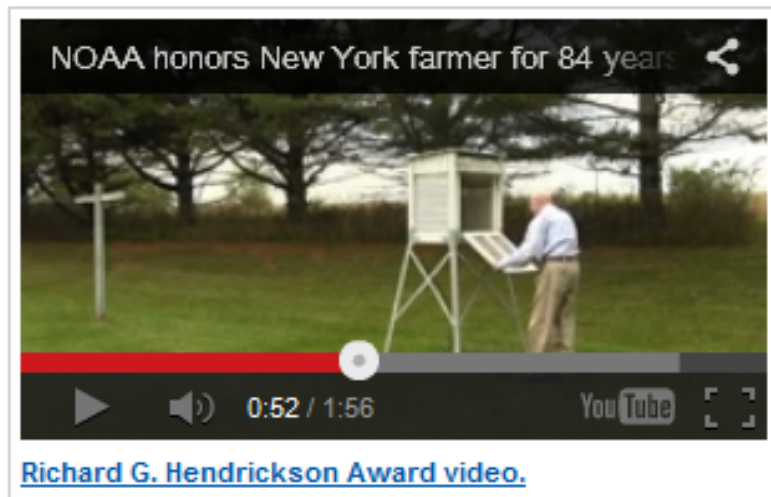 NOAA honors New York farmer for 84 years
0:52 / 1:56
YouTube
Richard G. Hendrickson Award video.